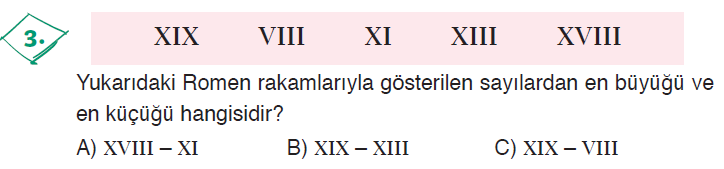 3.
XIX VIII XI XIII XVIII
Yukarıdaki Romen rakamlarıyla gösterilen sayılardan en büyüğü ve
en küçüğü hangisidir?
A) XVIII – XI B) XIX – XIII C) XIX – VIII